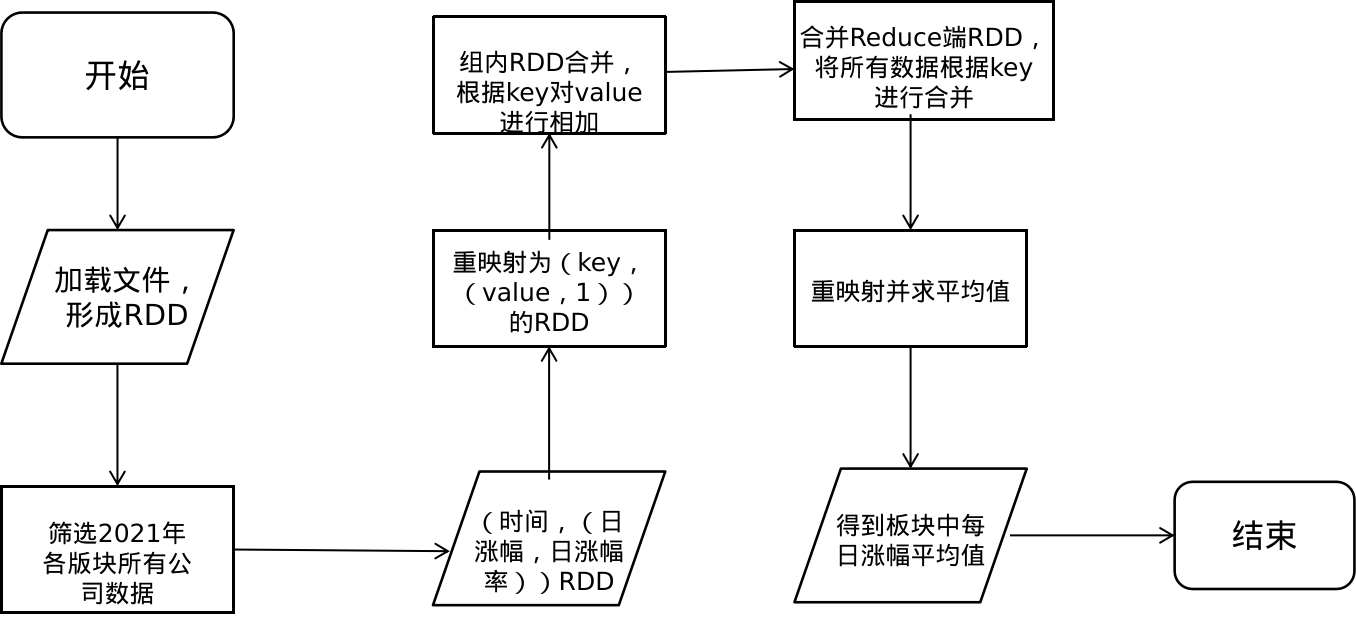 开始
加载文件，
形成RDD
筛选2021年
各版块所有公
司数据
（时间，（日
涨幅，日涨幅
率））RDD
重映射为（key，
（value，1））
的RDD
组内RDD合并，
根据key对value
进行相加
合并Reduce端RDD，
将所有数据根据key
进行合并
重映射并求平均值
得到板块中每
日涨幅平均值
结束